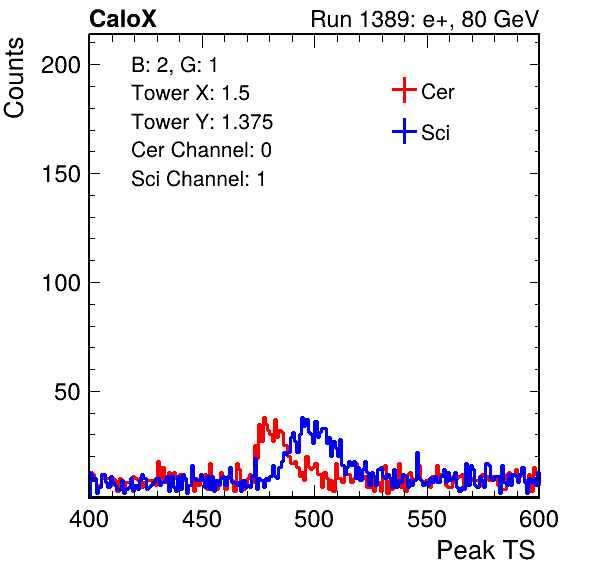 CaloX Run 1389: e+, 80 GeV
Counts
200
150
100
50
B: 2, G: 1
Tower X: 1.5
Tower Y: 1.375
Cer Channel: 0
Sci Channel: 1
Cer
Sci
400 450 500 550 600
Peak TS